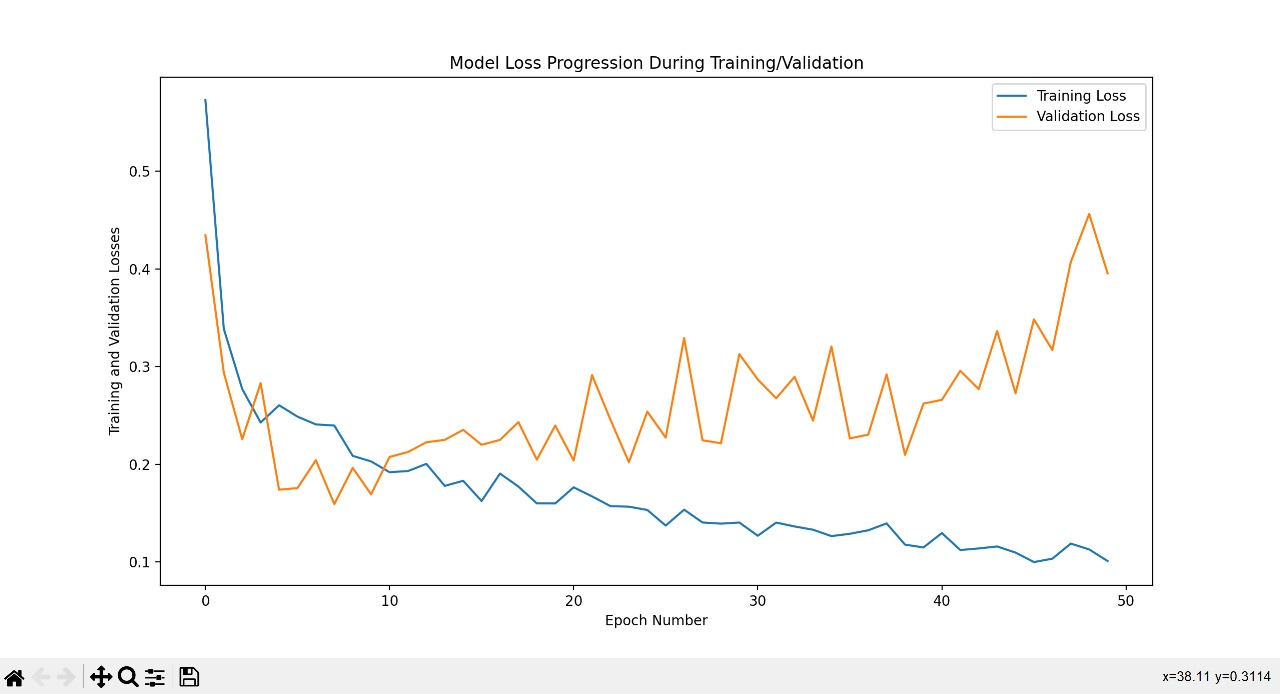 Model Loss Progression During Training/Validation
Training Loss
Validation Loss
Training and Validation Losses
0.5
0.4
0.3
0.2
0.1
0 10 20 30 40 50
Epoch Number
x=38.11 y=0.3114